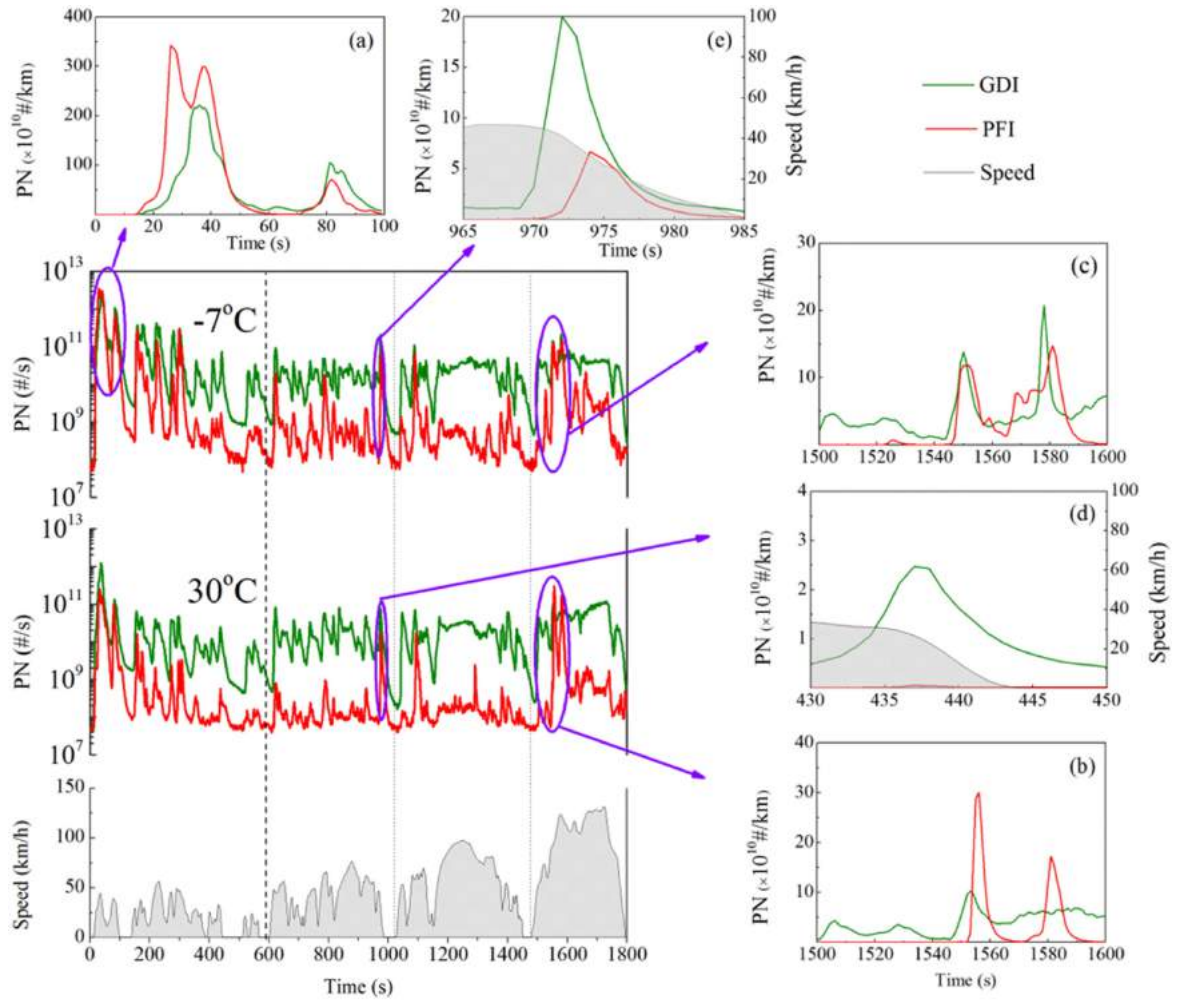 (a)
PN (×10¹⁰#/km)
400
300
200
100
0 20 40 60 80 100
Time (s)
(e)
PN (×10¹⁰#/km)
20
15
10
5
100
80
60
40
20
Speed (km/h)
965 970 975 980 985
Time (s)
GDI
PFI
Speed
-7°C
PN (#/s)
10¹³
10¹¹
10⁹
10⁷
30°C
PN (#/s)
10¹³
10¹¹
10⁹
10⁷
Speed (km/h)
150
100
50
0
0 200 400 600 800 1000 1200 1400 1600 1800
Time (s)
(c)
PN (×10¹⁰#/km)
30
20
10
1500 1520 1540 1560 1580 1600
(d)
PN (×10¹⁰#/km)
4
3
2
1
100
80
60
40
20
Speed (km/h)
430 435 440 445 450
(b)
PN (×10¹⁰#/km)
40
30
20
10
0
1500 1520 1540 1560 1580 1600
Time (s)